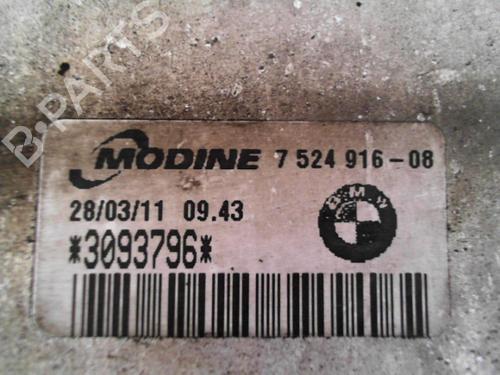 B-PARTS
MODINE 7 524 916-08
28/03/11 09.43
BMW
*3093796*